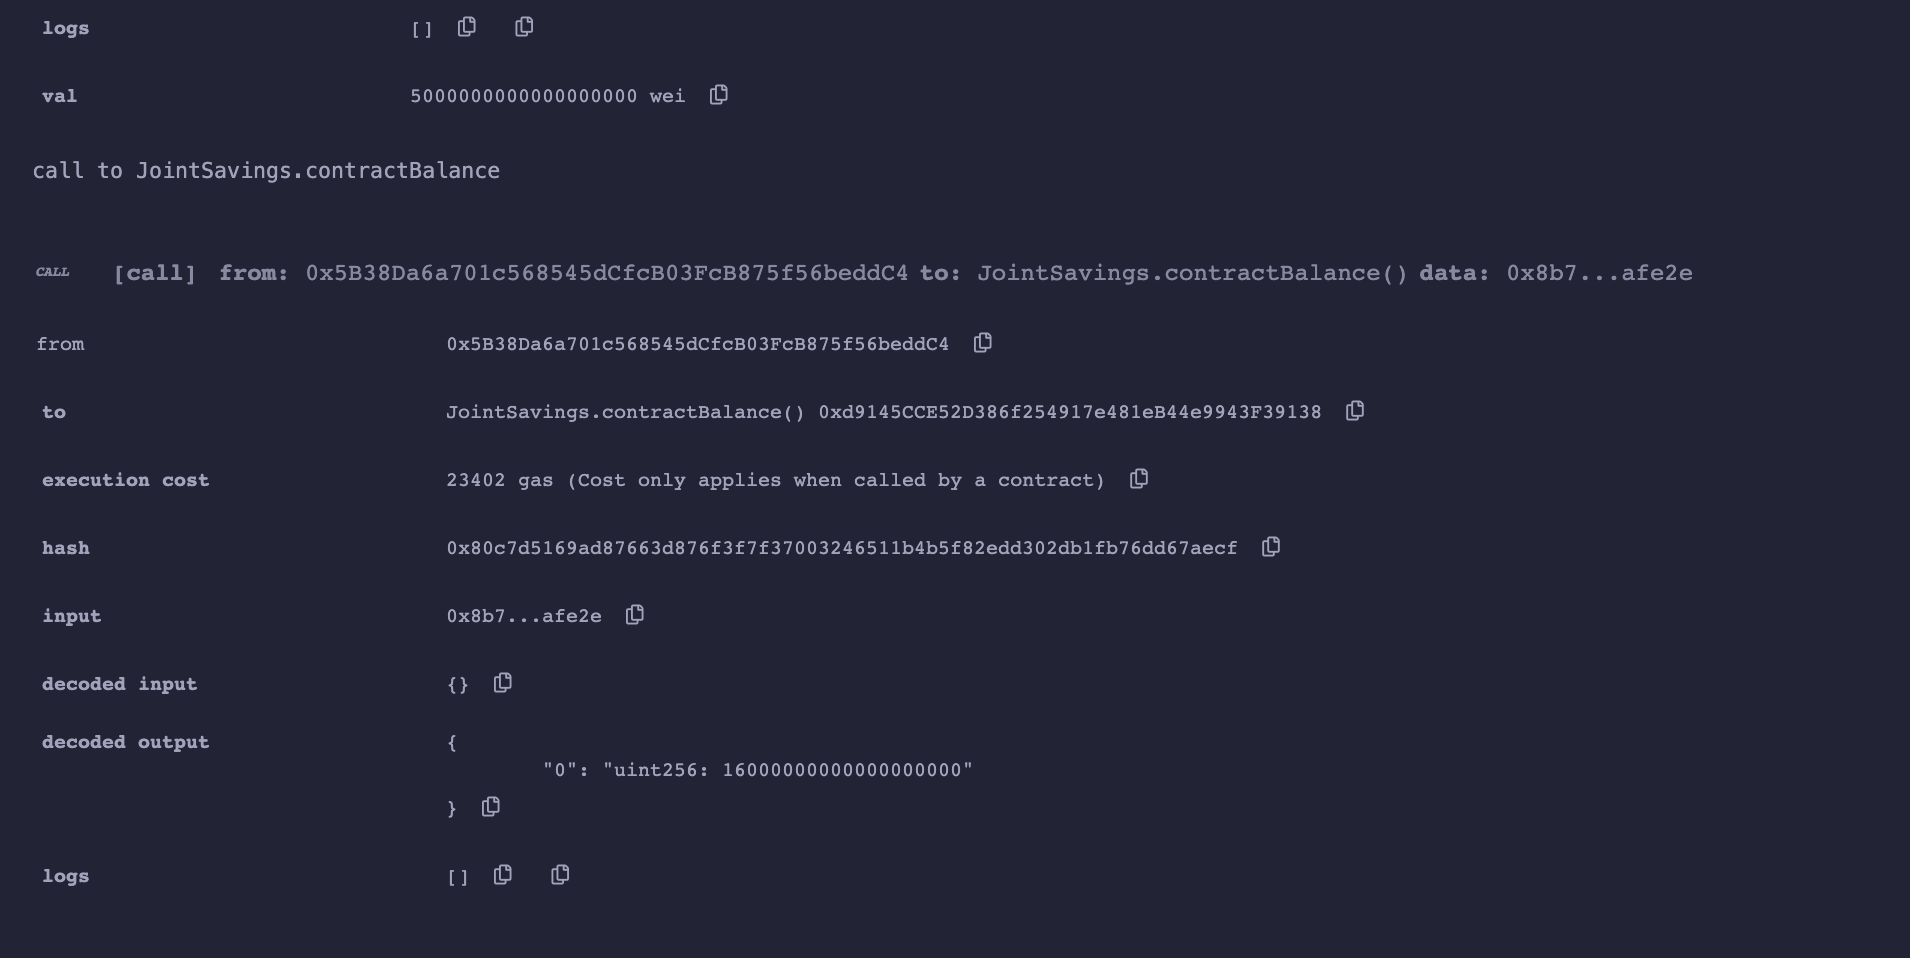 logs [ ]
val 5000000000000000000 wei
call to JointSavings.contractBalance
CALL [call] from: 0x5B38Da6a701c568545dCfcB03FcB875f56beddC4 to: JointSavings.contractBalance() data: 0x8b7...afe2e
from 0x5B38Da6a701c568545dCfcB03FcB875f56beddC4
to JointSavings.contractBalance() 0xd9145CCE52D386f254917e481eB44e9943F39138
execution cost 23402 gas (Cost only applies when called by a contract)
hash 0x80c7d5169ad87663d876f3f7f37003246511b4b5f82edd302db1fb76dd67aecf
input 0x8b7...afe2e
decoded input {}
decoded output {
"0": "uint256: 16000000000000000000"
}
logs [ ]